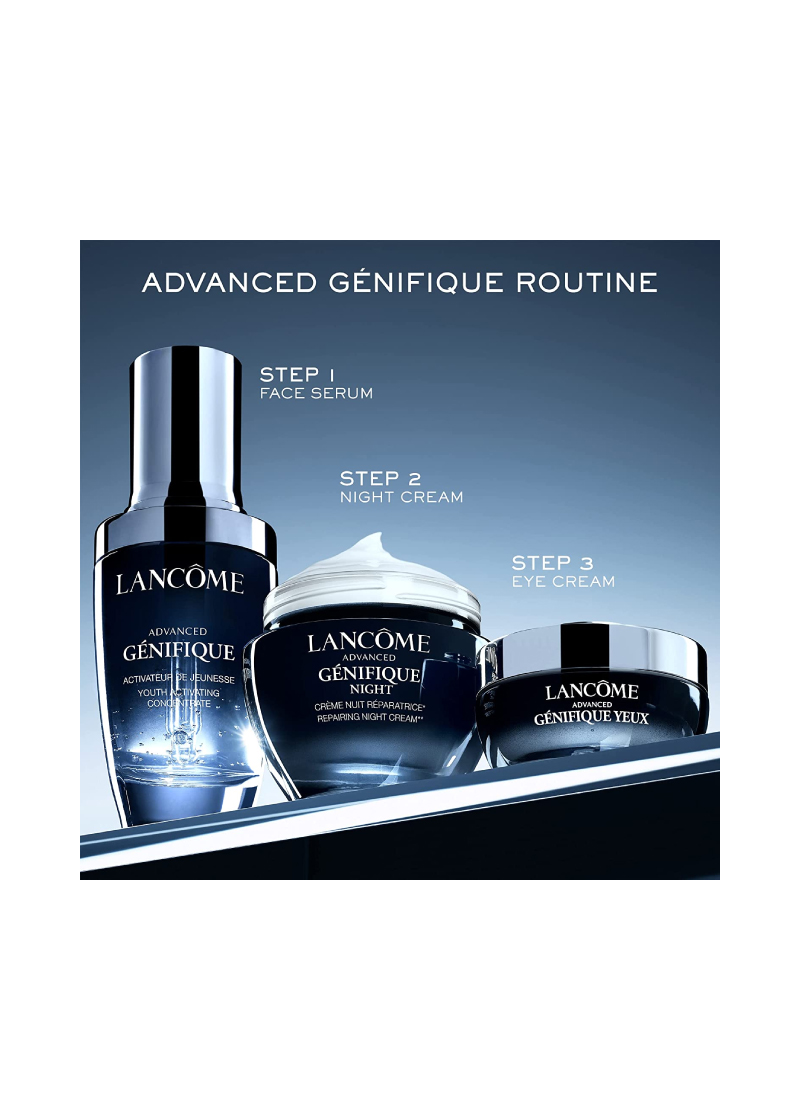 ADVANCED GÉNIFIQUE ROUTINE
STEP 1
FACE SERUM
STEP 2
NIGHT CREAM
STEP 3
EYE CREAM
LANCÔME
ADVANCED
GÉNIFIQUE
ACTIVATEUR DE JEUNESSE
YOUTH ACTIVATING
CONCENTRATE
LANCÔME
ADVANCED
GÉNIFIQUE
NIGHT
CRÈME NUIT RÉPARATRICE*
REPAIRING NIGHT CREAM**
LANCÔME
ADVANCED
GÉNIFIQUE YEUX